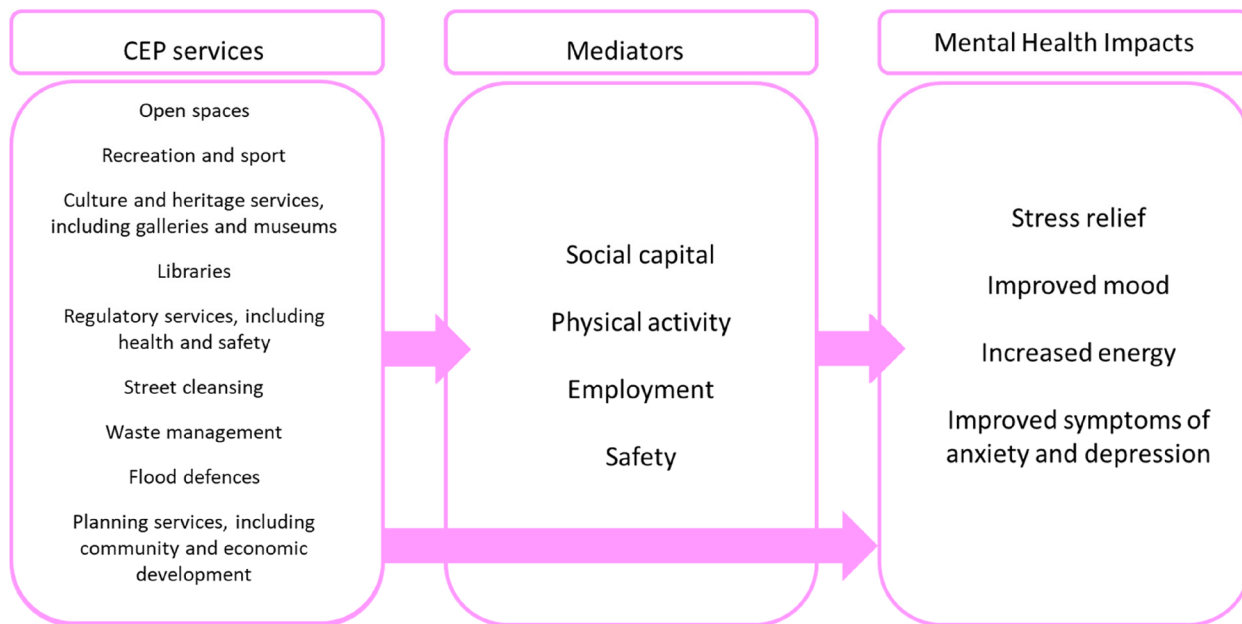 CEP services
Open spaces
Recreation and sport
Culture and heritage services,
including galleries and museums
Libraries
Regulatory services, including
health and safety
Street cleansing
Waste management
Flood defences
Planning services, including
community and economic
development
Mediators
Social capital
Physical activity
Employment
Safety
Mental Health Impacts
Stress relief
Improved mood
Increased energy
Improved symptoms of
anxiety and depression